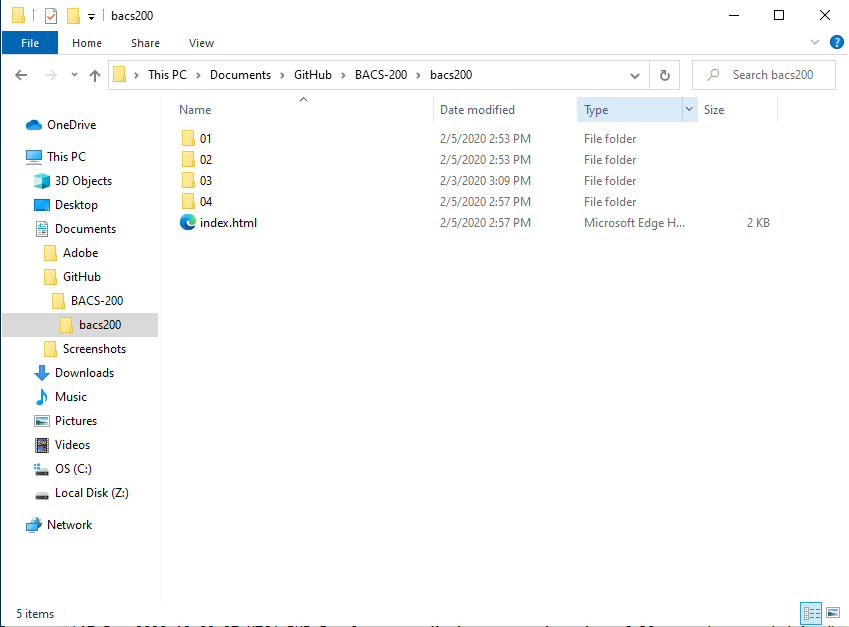 bacs200
File Home Share View
This PC Documents GitHub BACS-200 bacs200 Search bacs200
Name Date modified Type Size
OneDrive
This PC
3D Objects
Desktop
Documents
Adobe
GitHub
BACS-200
bacs200
Screenshots
Downloads
Music
Pictures
Videos
OS (C:)
Local Disk (Z:)
Network
01 2/5/2020 2:53 PM File folder
02 2/5/2020 2:53 PM File folder
03 2/3/2020 3:09 PM File folder
04 2/5/2020 2:57 PM File folder
index.html 2/5/2020 2:57 PM Microsoft Edge H... 2 KB
5 items